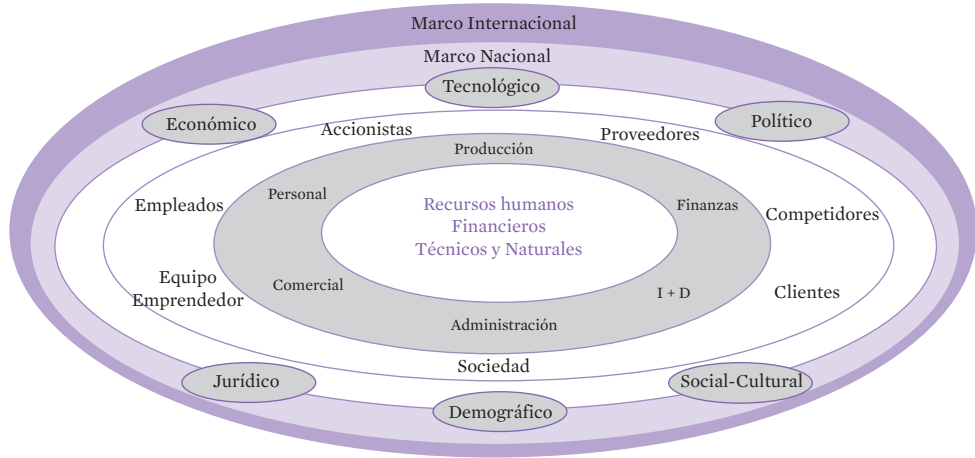 Marco Internacional
Marco Nacional
Tecnológico
Económico
Político
Accionistas
Proveedores
Producción
Personal
Finanzas
Empleados
Competidores
Recursos humanos
Financieros
Técnicos y Naturales
Equipo
Emprendedor
Comercial
I + D
Clientes
Administración
Sociedad
Jurídico
Social-Cultural
Demográfico